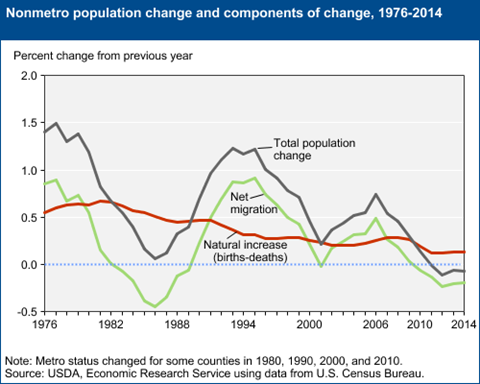 Nonmetro population change and components of change, 1976-2014
Percent change from previous year
2.0
1.5
1.0
0.5
0.0
-0.5
Total population
change
Net
migration
Natural increase
(births-deaths)
1976 1982 1988 1994 2000 2006 2014
Note: Metro status changed for some counties in 1980, 1990, 2000, and 2010.
Source: USDA, Economic Research Service using data from U.S. Census Bureau.